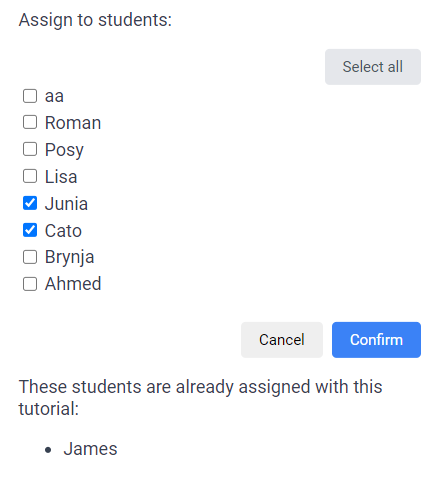 Assign to students:
Select all
aa
Roman
Posy
Lisa
Junia
Cato
Brynja
Ahmed
Cancel Confirm
These students are already assigned with this
tutorial:
James